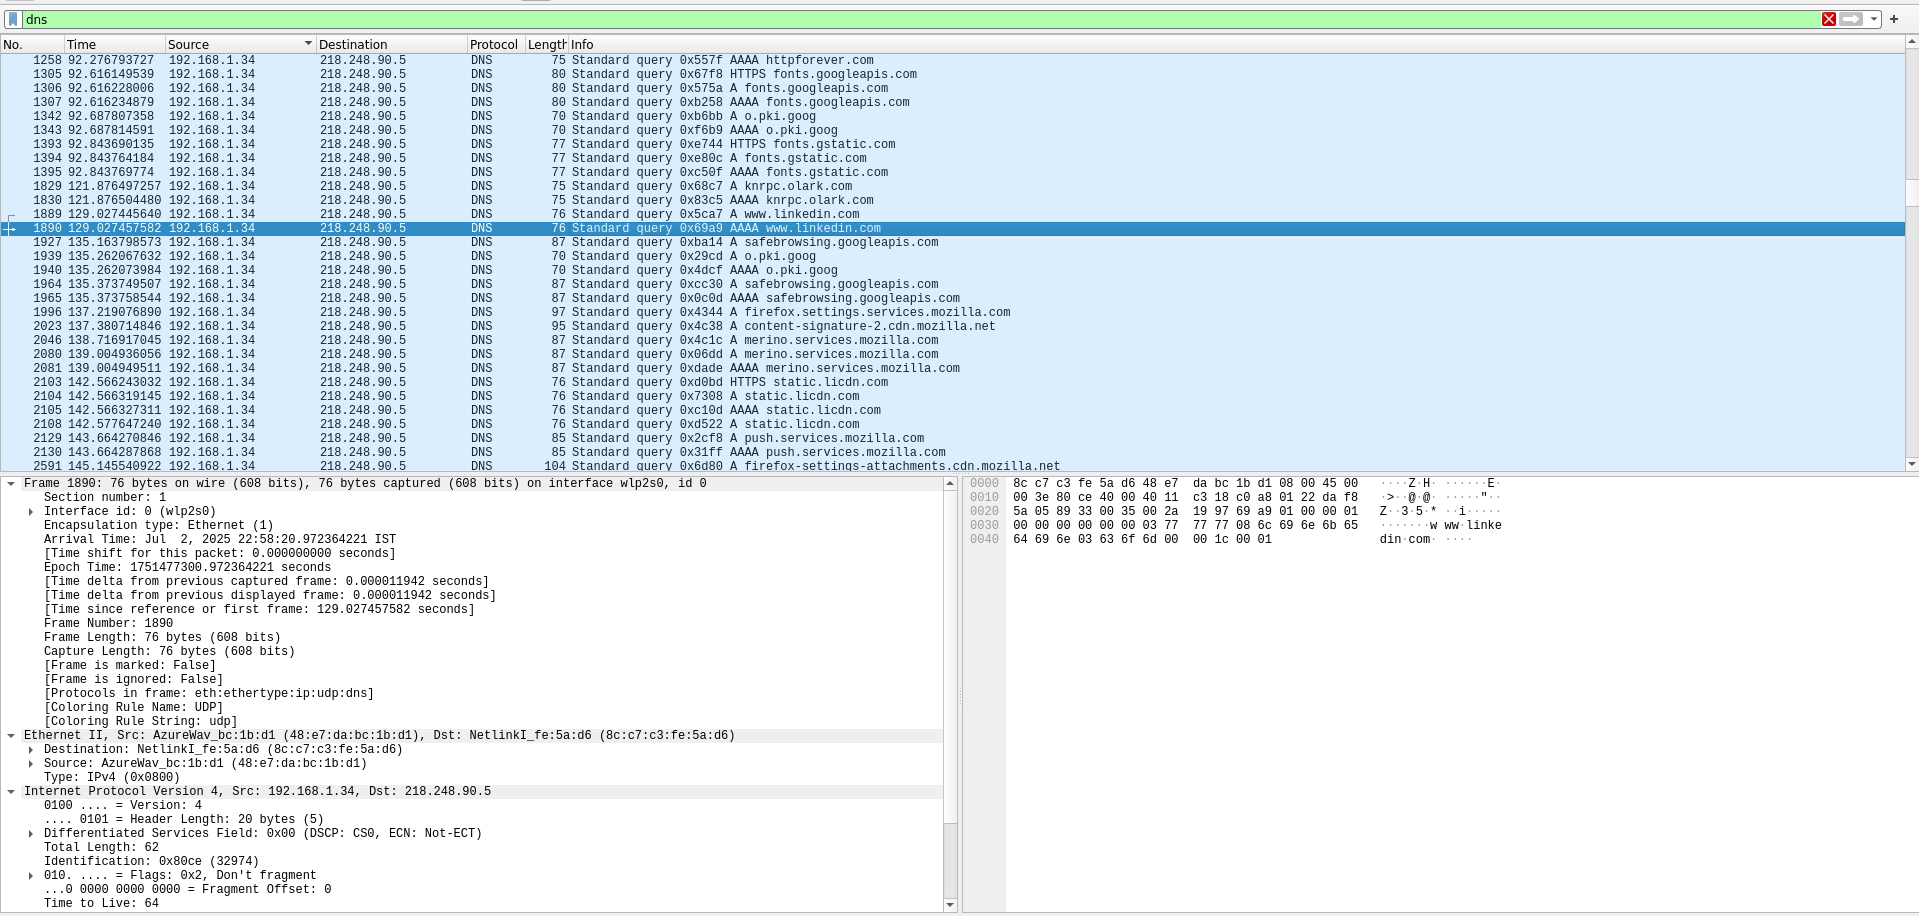 dns
No. Time Source Destination Protocol Length Info
1258 92.276793727 192.168.1.34 218.248.90.5 DNS 75 Standard query 0x557f AAAA httpforever.com
1305 92.616149539 192.168.1.34 218.248.90.5 DNS 80 Standard query 0x67f8 HTTPS fonts.googleapis.com
1306 92.616228006 192.168.1.34 218.248.90.5 DNS 80 Standard query 0x575a A fonts.googleapis.com
1307 92.616234879 192.168.1.34 218.248.90.5 DNS 80 Standard query 0xb258 AAAA fonts.googleapis.com
1342 92.687807358 192.168.1.34 218.248.90.5 DNS 70 Standard query 0xb6bb A o.pki.goog
1343 92.687814591 192.168.1.34 218.248.90.5 DNS 70 Standard query 0xf6b9 AAAA o.pki.goog
1393 92.843690135 192.168.1.34 218.248.90.5 DNS 77 Standard query 0xe744 HTTPS fonts.gstatic.com
1394 92.843764184 192.168.1.34 218.248.90.5 DNS 77 Standard query 0xe80c A fonts.gstatic.com
1395 92.843769774 192.168.1.34 218.248.90.5 DNS 77 Standard query 0xc50f AAAA fonts.gstatic.com
1829 121.876497257 192.168.1.34 218.248.90.5 DNS 75 Standard query 0x68c7 A knrpc.olark.com
1830 121.876504480 192.168.1.34 218.248.90.5 DNS 75 Standard query 0x83c5 AAAA knrpc.olark.com
1889 129.027445640 192.168.1.34 218.248.90.5 DNS 76 Standard query 0x5ca7 A www.linkedin.com
1890 129.027457582 192.168.1.34 218.248.90.5 DNS 76 Standard query 0x69a9 AAAA www.linkedin.com
1927 135.163798573 192.168.1.34 218.248.90.5 DNS 87 Standard query 0xba14 A safebrowsing.googleapis.com
1939 135.262067632 192.168.1.34 218.248.90.5 DNS 70 Standard query 0x29cd A o.pki.goog
1940 135.262073984 192.168.1.34 218.248.90.5 DNS 70 Standard query 0x4dcf AAAA o.pki.goog
1964 135.373749507 192.168.1.34 218.248.90.5 DNS 87 Standard query 0xcc30 A safebrowsing.googleapis.com
1965 135.373758544 192.168.1.34 218.248.90.5 DNS 87 Standard query 0x0c0d AAAA safebrowsing.googleapis.com
1996 137.219076890 192.168.1.34 218.248.90.5 DNS 97 Standard query 0x4344 A firefox.settings.services.mozilla.com
2023 137.380714846 192.168.1.34 218.248.90.5 DNS 95 Standard query 0x4c38 A content-signature-2.cdn.mozilla.net
2046 138.716917045 192.168.1.34 218.248.90.5 DNS 87 Standard query 0x4c1c A merino.services.mozilla.com
2080 139.004936056 192.168.1.34 218.248.90.5 DNS 87 Standard query 0x06dd A merino.services.mozilla.com
2081 139.004949511 192.168.1.34 218.248.90.5 DNS 87 Standard query 0xdade AAAA merino.services.mozilla.com
2103 142.566243032 192.168.1.34 218.248.90.5 DNS 76 Standard query 0xd0bd HTTPS static.licdn.com
2104 142.566319145 192.168.1.34 218.248.90.5 DNS 76 Standard query 0x7308 A static.licdn.com
2105 142.566327311 192.168.1.34 218.248.90.5 DNS 76 Standard query 0xc10d AAAA static.licdn.com
2108 142.577647240 192.168.1.34 218.248.90.5 DNS 76 Standard query 0xd522 A static.licdn.com
2129 143.664270846 192.168.1.34 218.248.90.5 DNS 85 Standard query 0x2cf8 A push.services.mozilla.com
2130 143.664287868 192.168.1.34 218.248.90.5 DNS 85 Standard query 0x31ff AAAA push.services.mozilla.com
2591 145.145540922 192.168.1.34 218.248.90.5 DNS 104 Standard query 0x6d80 A firefox-settings-attachments.cdn.mozilla.net
Frame 1890: 76 bytes on wire (608 bits), 76 bytes captured (608 bits) on interface wlp2s0, id 0
Section number: 1
Interface id: 0 (wlp2s0)
Encapsulation type: Ethernet (1)
Arrival Time: Jul  2, 2025 22:58:20.972364221 IST
[Time shift for this packet: 0.000000000 seconds]
Epoch Time: 1751477300.972364221 seconds
[Time delta from previous captured frame: 0.000011942 seconds]
[Time delta from previous displayed frame: 0.000011942 seconds]
[Time since reference or first frame: 129.027457582 seconds]
Frame Number: 1890
Frame Length: 76 bytes (608 bits)
Capture Length: 76 bytes (608 bits)
[Frame is marked: False]
[Frame is ignored: False]
[Protocols in frame: eth:ethertype:ip:udp:dns]
[Coloring Rule Name: UDP]
[Coloring Rule String: udp]
Ethernet II, Src: AzureWav_bc:1b:d1 (48:e7:da:bc:1b:d1), Dst: NetlinkI_fe:5a:d6 (8c:c7:c3:fe:5a:d6)
Destination: NetlinkI_fe:5a:d6 (8c:c7:c3:fe:5a:d6)
Source: AzureWav_bc:1b:d1 (48:e7:da:bc:1b:d1)
Type: IPv4 (0x0800)
Internet Protocol Version 4, Src: 192.168.1.34, Dst: 218.248.90.5
0100 .... = Version: 4
.... 0101 = Header Length: 20 bytes (5)
Differentiated Services Field: 0x00 (DSCP: CS0, ECN: Not-ECT)
Total Length: 62
Identification: 0x80ce (32974)
010. .... = Flags: 0x2, Don't fragment
...0 0000 0000 0000 = Fragment Offset: 0
Time to Live: 64
0000 8c c7 c3 fe 5a d6 48 e7 da bc 1b d1 08 00 45 00 ····Z·H· ······E·
0010 00 3e 80 ce 40 00 40 11 c3 18 c0 a8 01 22 da f8 ·>··@·@· ·····"··
0020 5a 05 89 33 00 35 00 2a 19 97 69 a9 01 00 00 01 Z··3·5·* ··i·····
0030 00 00 00 00 00 00 03 77 77 77 08 6c 69 6e 6b 65 ·······w ww·linke
0040 64 69 6e 03 63 6f 6d 00 00 1c 00 01 din·com· ····